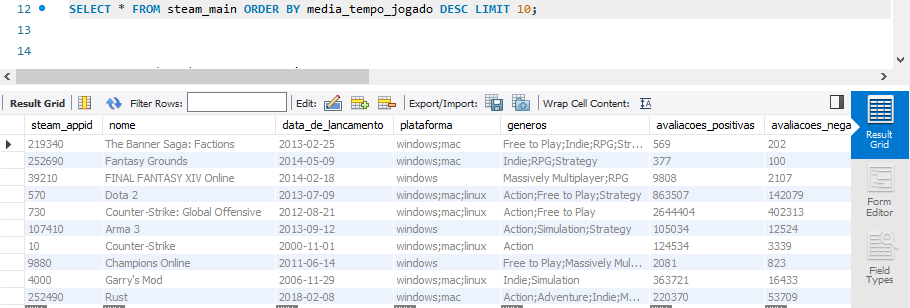 12 SELECT * FROM steam_main ORDER BY media_tempo_jogado DESC LIMIT 10;
13
14
Result Grid Filter Rows: Edit: Export/Import: Wrap Cell Content: IA
steam_appid nome data_de_lancamento plataforma generos avaliacoes_positivas avaliacoes_nega
219340 The Banner Saga: Factions 2013-02-25 windows;mac Free to Play;Indie;RPG;Str... 569 202
252690 Fantasy Grounds 2014-05-09 windows;mac Indie;RPG;Strategy 377 100
39210 FINAL FANTASY XIV Online 2014-02-18 windows Massively Multiplayer;RPG 9808 2107
570 Dota 2 2013-07-09 windows;mac;linux Action;Free to Play;Strategy 863507 142079
730 Counter-Strike: Global Offensive 2012-08-21 windows;mac;linux Action;Free to Play 2644404 402313
107410 Arma 3 2013-09-12 windows Action;Simulation;Strategy 105034 12524
10 Counter-Strike 2000-11-01 windows;mac;linux Action 124534 3339
9880 Champions Online 2011-06-14 windows Free to Play;Massively Mul... 2081 823
4000 Garry's Mod 2006-11-29 windows;mac;linux Indie;Simulation 363721 16433
252490 Rust 2018-02-08 windows;mac Action;Adventure;Indie;M... 220370 53709
Result
Grid
Form
Editor
Field
Types